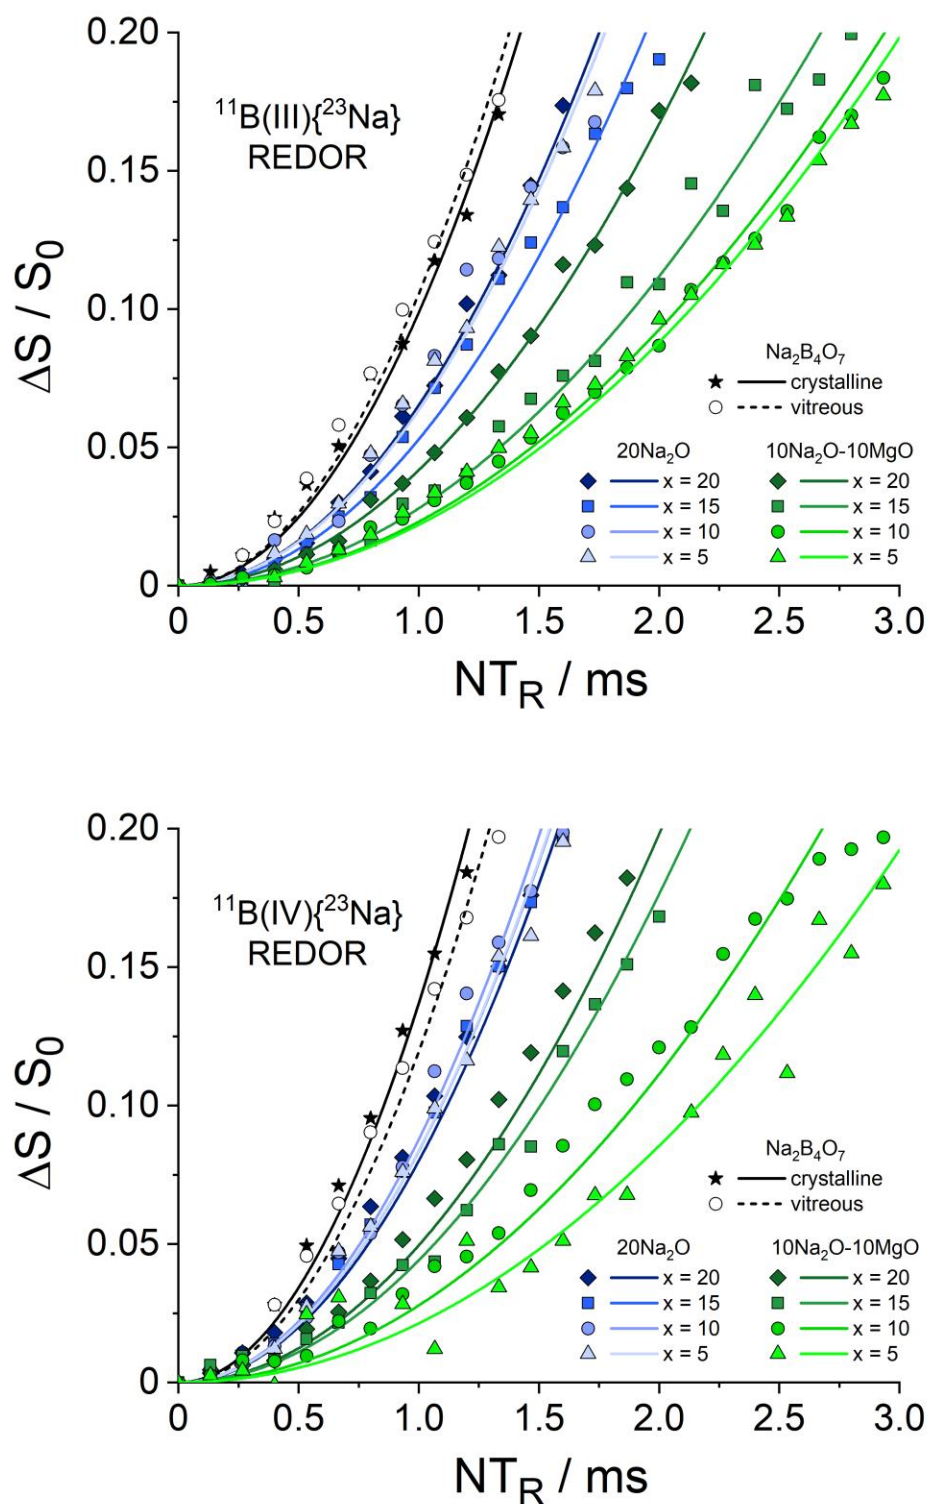 0.20
¹¹B(III){²³Na}
REDOR
0.15
ΔS / S₀
0.10
Na₂B₄O₇
crystalline
vitreous
0.05
20Na₂O 10Na₂O-10MgO
x = 20 x = 20
x = 15 x = 15
x = 10 x = 10
x = 5 x = 5
0
0 0.5 1.0 1.5 2.0 2.5 3.0
NT_R / ms
0.20
¹¹B(IV){²³Na}
REDOR
0.15
ΔS / S₀
0.10
Na₂B₄O₇
crystalline
vitreous
0.05
20Na₂O 10Na₂O-10MgO
x = 20 x = 20
x = 15 x = 15
x = 10 x = 10
x = 5 x = 5
0
0 0.5 1.0 1.5 2.0 2.5 3.0
NT_R / ms